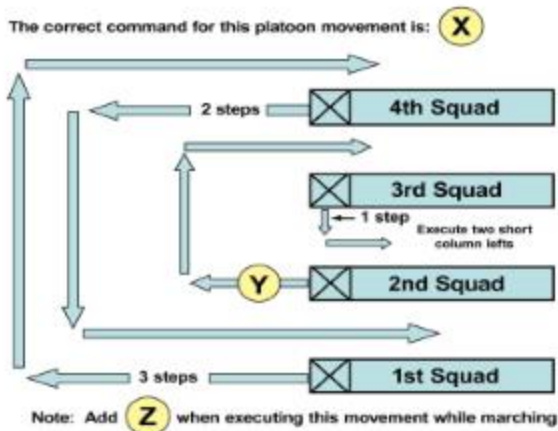 The correct command for this platoon movement is: X
2 steps
4th Squad
3rd Squad
1 step
Execute two short
column lefts
Y
2nd Squad
3 steps
1st Squad
Note: Add Z when executing this movement while marching